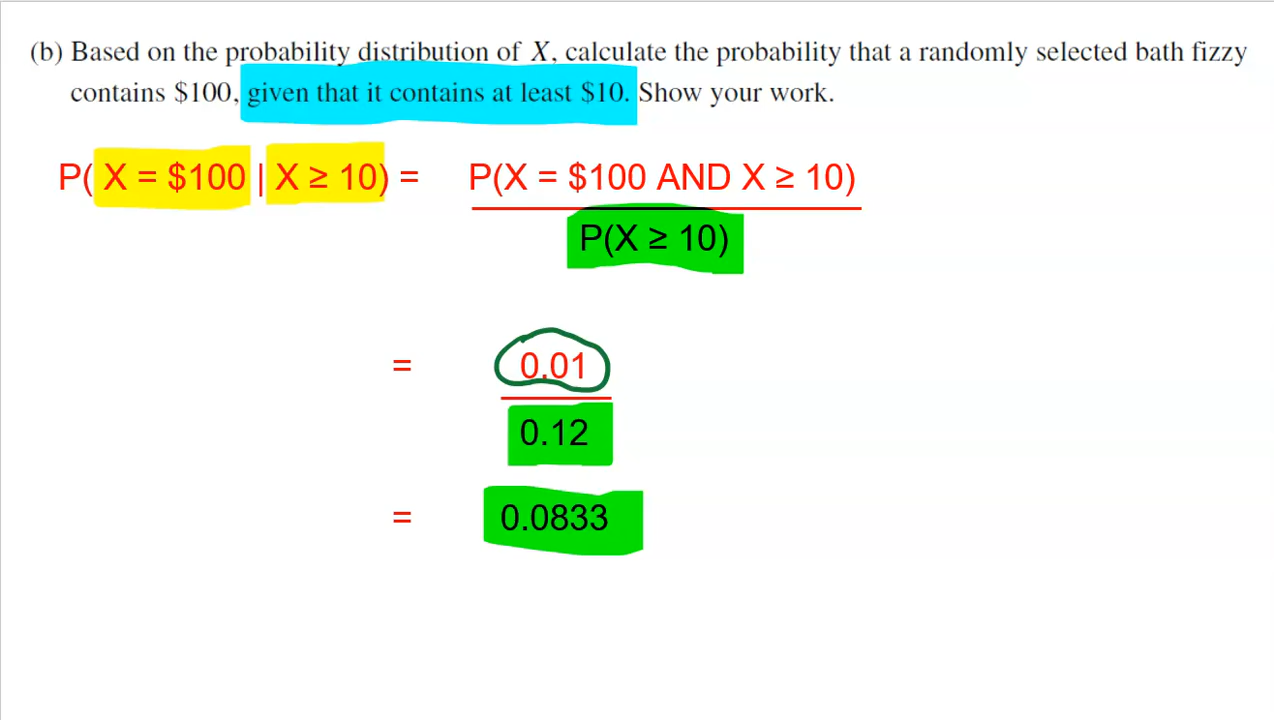 (b) Based on the probability distribution of X, calculate the probability that a randomly selected bath fizzy
contains $100, given that it contains at least $10. Show your work.
P( X = $100 | X ≥ 10) = P(X = $100 AND X ≥ 10)
P(X ≥ 10)
= 0.01
0.12
= 0.0833